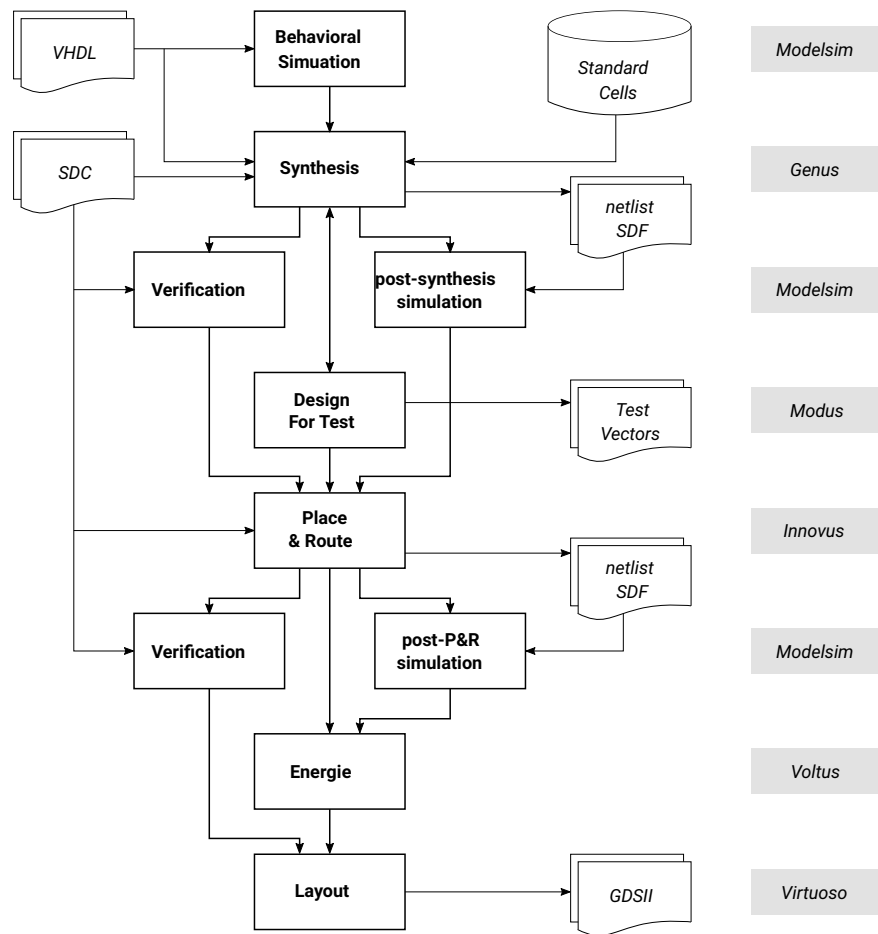 VHDL
Behavioral
Simuation
Standard
Cells
Modelsim
SDC
Synthesis
Genus
netlist
SDF
Verification
post-synthesis
simulation
Modelsim
Design
For Test
Test
Vectors
Modus
Place
& Route
Innovus
netlist
SDF
Verification
post-P&R
simulation
Modelsim
Energie
Voltus
Layout
GDSII
Virtuoso